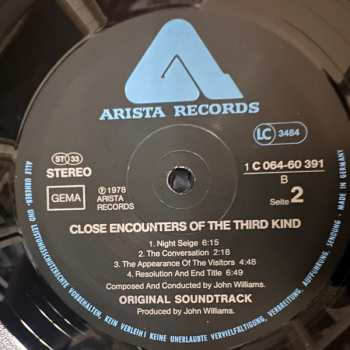 ARISTA RECORDS
ST 33
STEREO
GEMA
℗ 1978
ARISTA
RECORDS
LC 3484
1 C 064-60 391
B
Seite 2
CLOSE ENCOUNTERS OF THE THIRD KIND
1. Night Seige 6:15
2. The Conversation 2:18
3. The Appearance Of The Visitors 4:48
4. Resolution And End Title 6:49
Composed And Conducted by John Williams.
ORIGINAL SOUNDTRACK
Produced by John Williams.
ALLE URHEBER- UND LEISTUNGSSCHUTZRECHTE VORBEHALTEN. KEIN VERLEIH! KEINE UNERLAUBTE VERVIELFÄLTIGUNG, VERMIETUNG, AUFFÜHRUNG, SENDUNG · MADE IN GERMANY